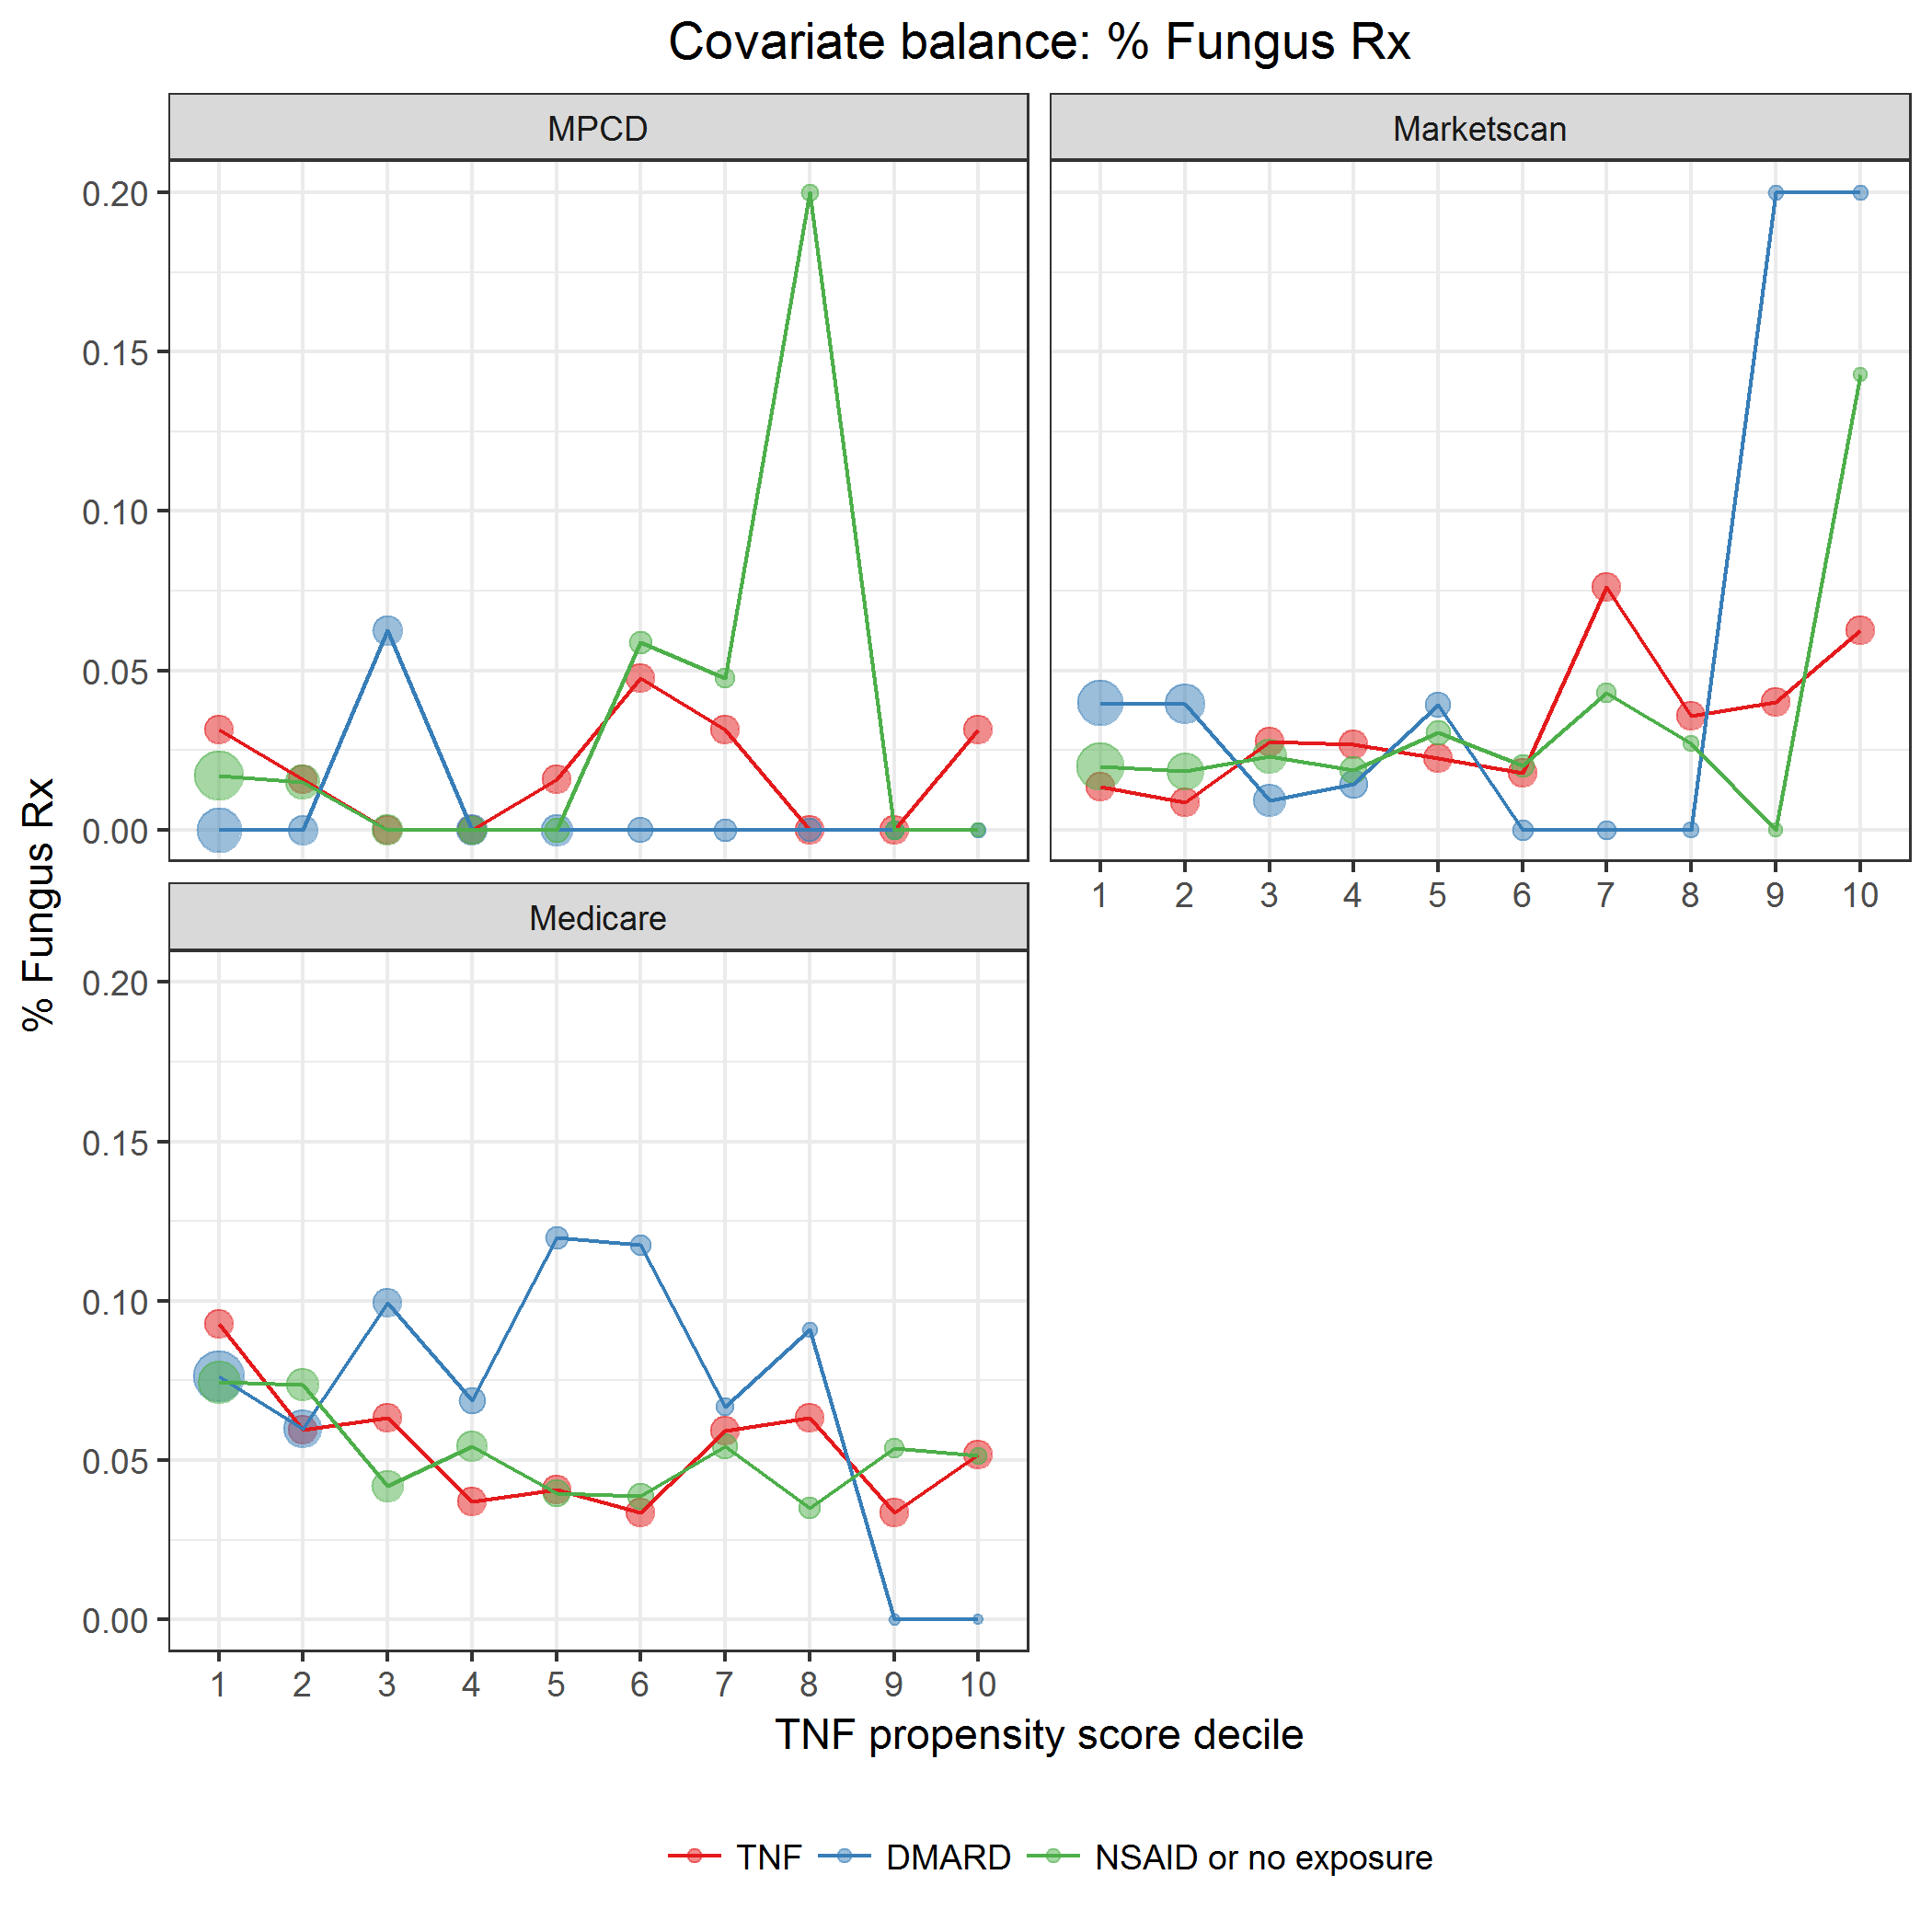 Covariate balance: % Fungus Rx
MPCD
Marketscan
0.20
0.15
0.10
0.05
0.00
1 2 3 4 5 6 7 8 9 10
Medicare
0.20
0.15
0.10
0.05
0.00
1 2 3 4 5 6 7 8 9 10
% Fungus Rx
TNF propensity score decile
TNF DMARD NSAID or no exposure